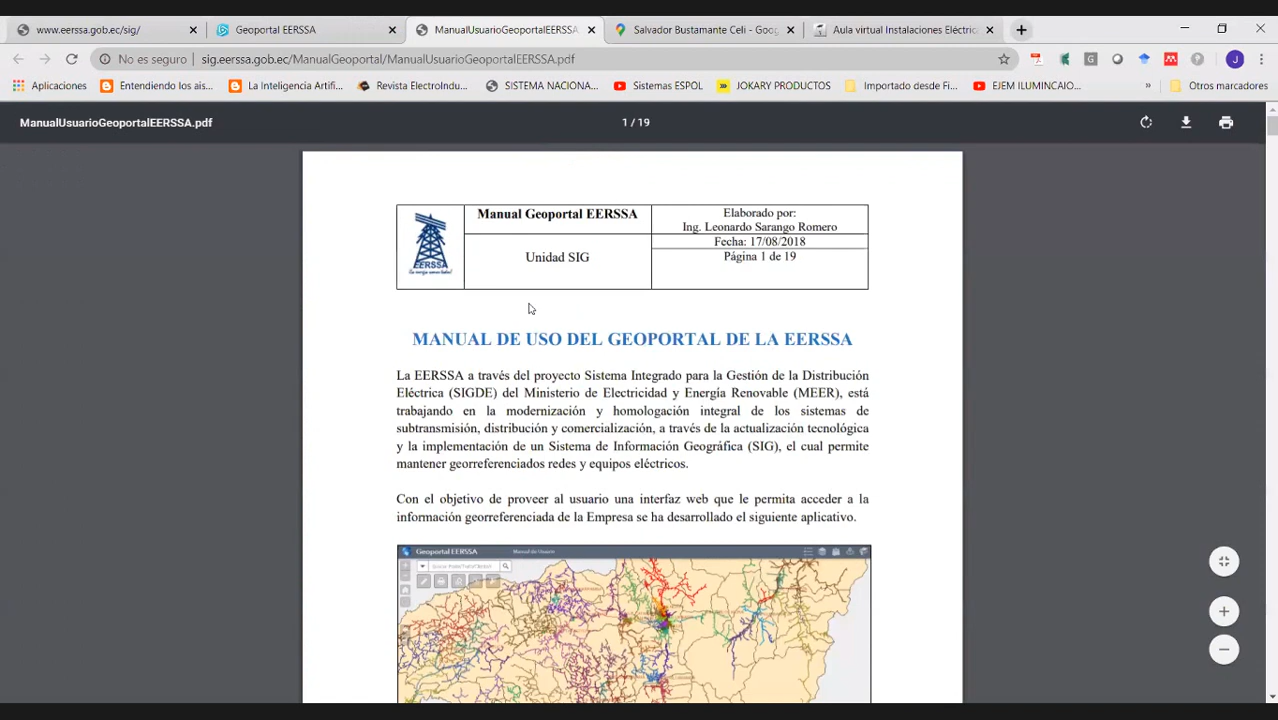 www.eerssa.gob.ec/sig/
Geoportal EERSSA
ManualUsuarioGeoportalEERSSA.
Salvador Bustamante Celi - Goog
Aula virtual Instalaciones Eléctric
No es seguro
sig.eerssa.gob.ec/ManualGeoportal/ManualUsuarioGeoportalEERSSA.pdf
J
Aplicaciones
Entendiendo los ais...
La Inteligencia Artifi...
Revista ElectroIndu...
SISTEMA NACIONA...
Sistemas ESPOL
JOKARY PRODUCTOS
Importado desde Fi...
EJEM ILUMINCAIO...
»
Otros marcadores
ManualUsuarioGeoportalEERSSA.pdf
1 / 19
EERSSA
Manual Geoportal EERSSA
Unidad SIG
Elaborado por:
Ing. Leonardo Sarango Romero
Fecha: 17/08/2018
Página 1 de 19
MANUAL DE USO DEL GEOPORTAL DE LA EERSSA
La EERSSA a través del proyecto Sistema Integrado para la Gestión de la Distribución
Eléctrica (SIGDE) del Ministerio de Electricidad y Energía Renovable (MEER), está
trabajando en la modernización y homologación integral de los sistemas de
subtransmisión, distribución y comercialización, a través de la actualización tecnológica
y la implementación de un Sistema de Información Geográfica (SIG), el cual permite
mantener georreferenciados redes y equipos eléctricos.
Con el objetivo de proveer al usuario una interfaz web que le permita acceder a la
información georreferenciada de la Empresa se ha desarrollado el siguiente aplicativo.
Geoportal EERSSA
Manual de Usuario